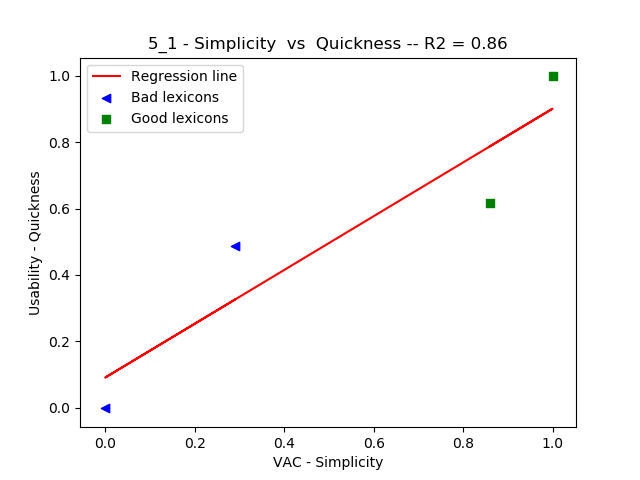 5_1 - Simplicity  vs  Quickness -- R2 = 0.86
Regression line
Bad lexicons
Good lexicons
Usability - Quickness
1.0
0.8
0.6
0.4
0.2
0.0
0.0 0.2 0.4 0.6 0.8 1.0
VAC - Simplicity